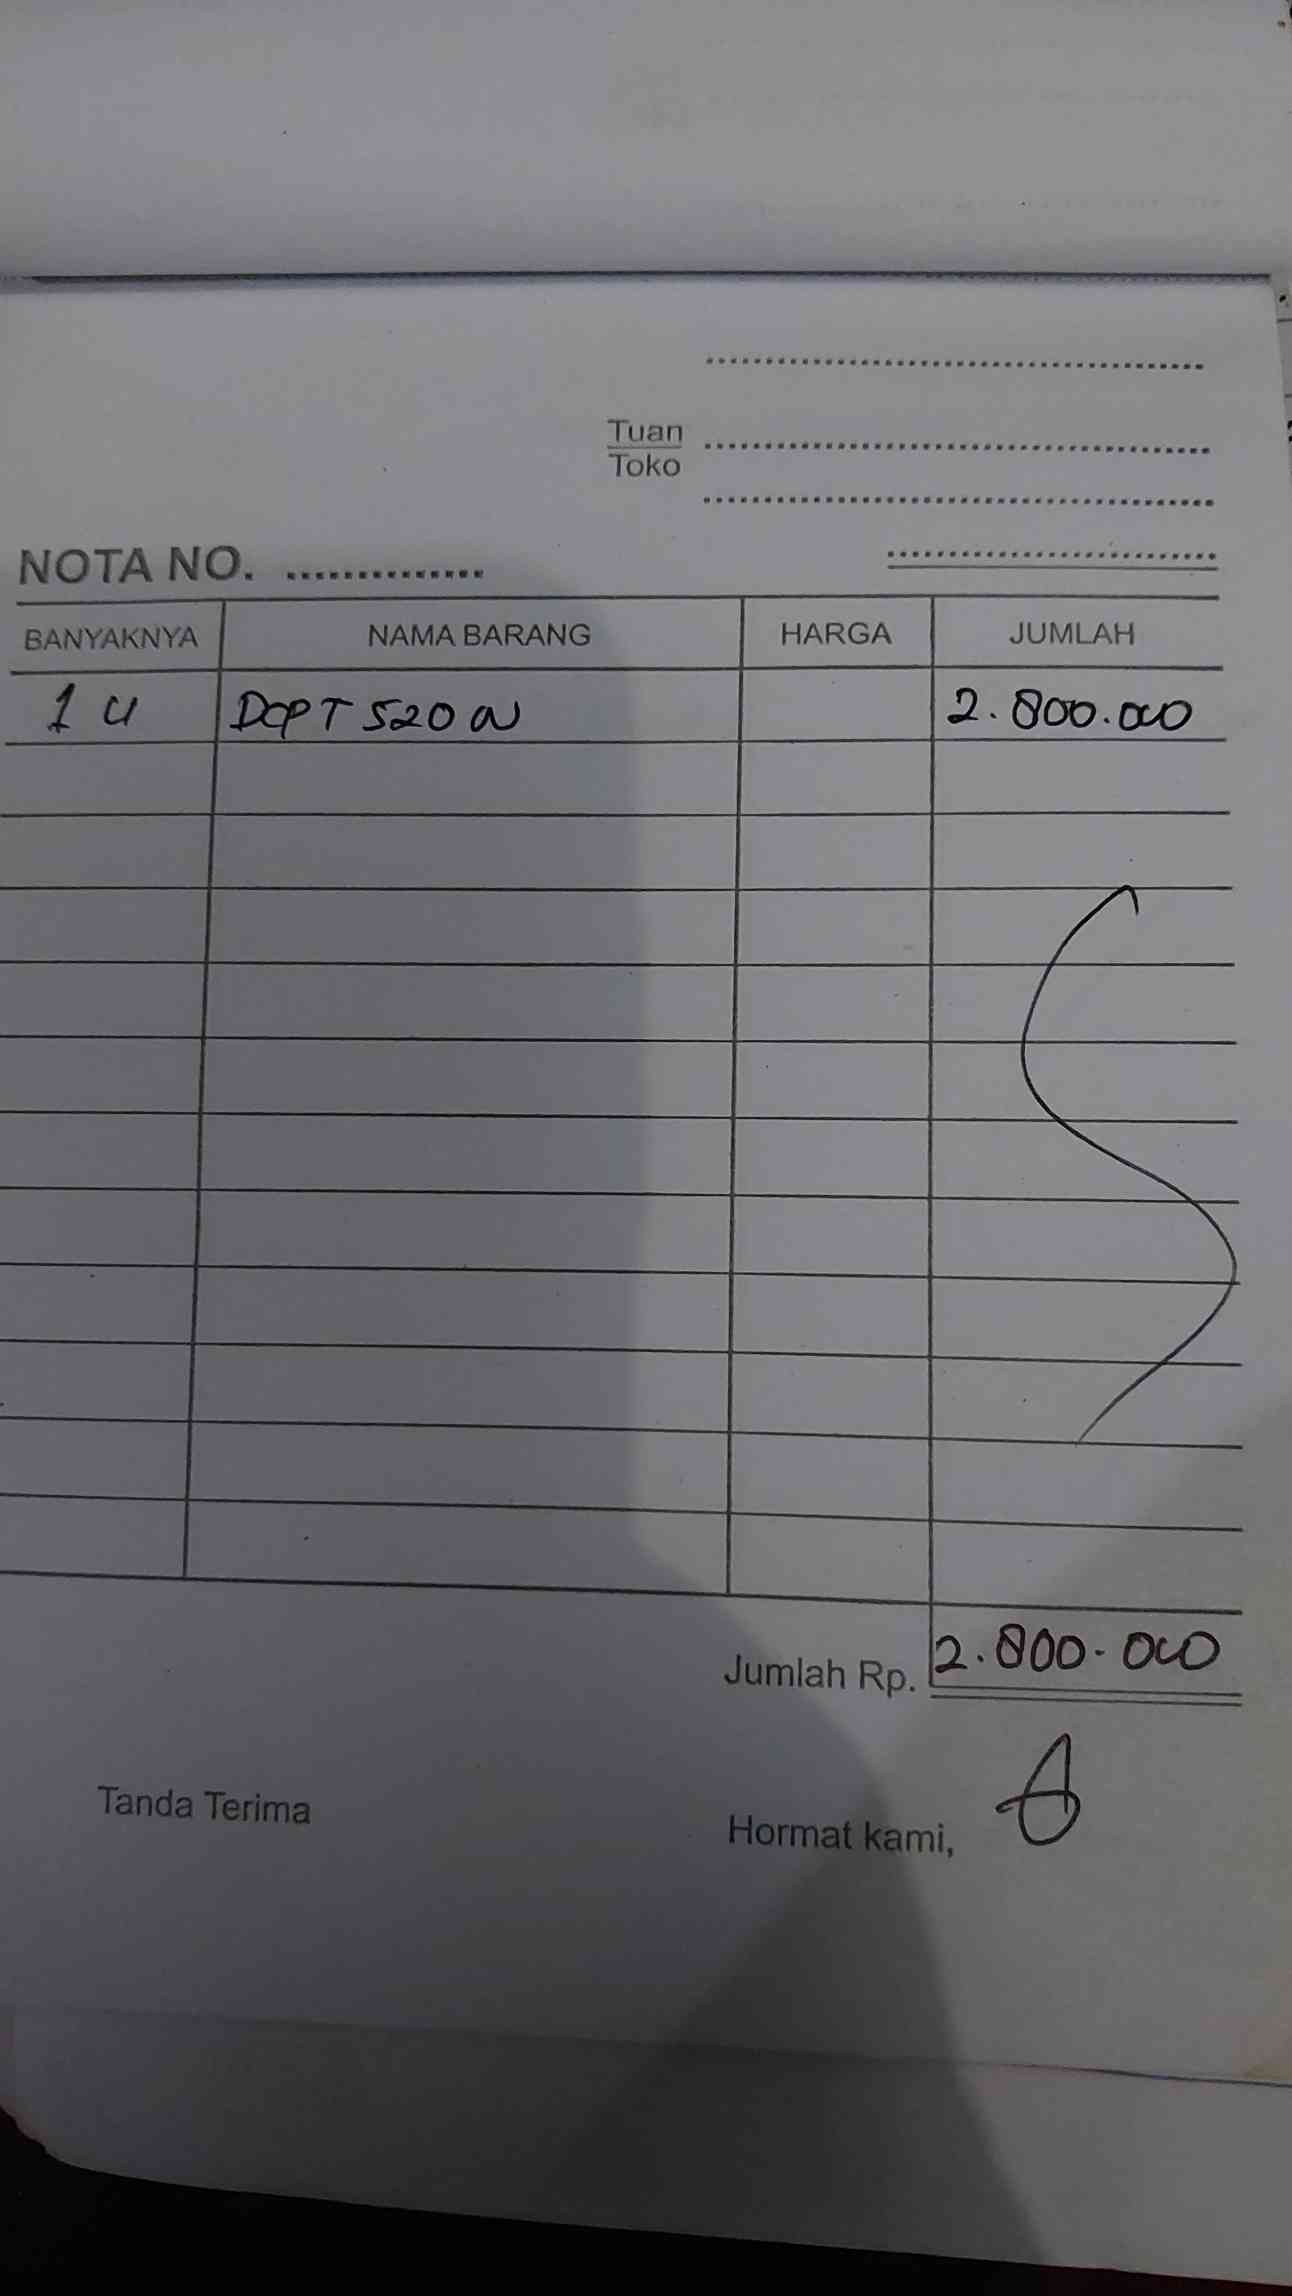 Tuan
Toko
NOTA NO.
BANYAKNYA NAMA BARANG HARGA JUMLAH
1 U DCP T 520 W 2.800.000
Jumlah Rp. 2.800.000
Tanda Terima
Hormat kami,